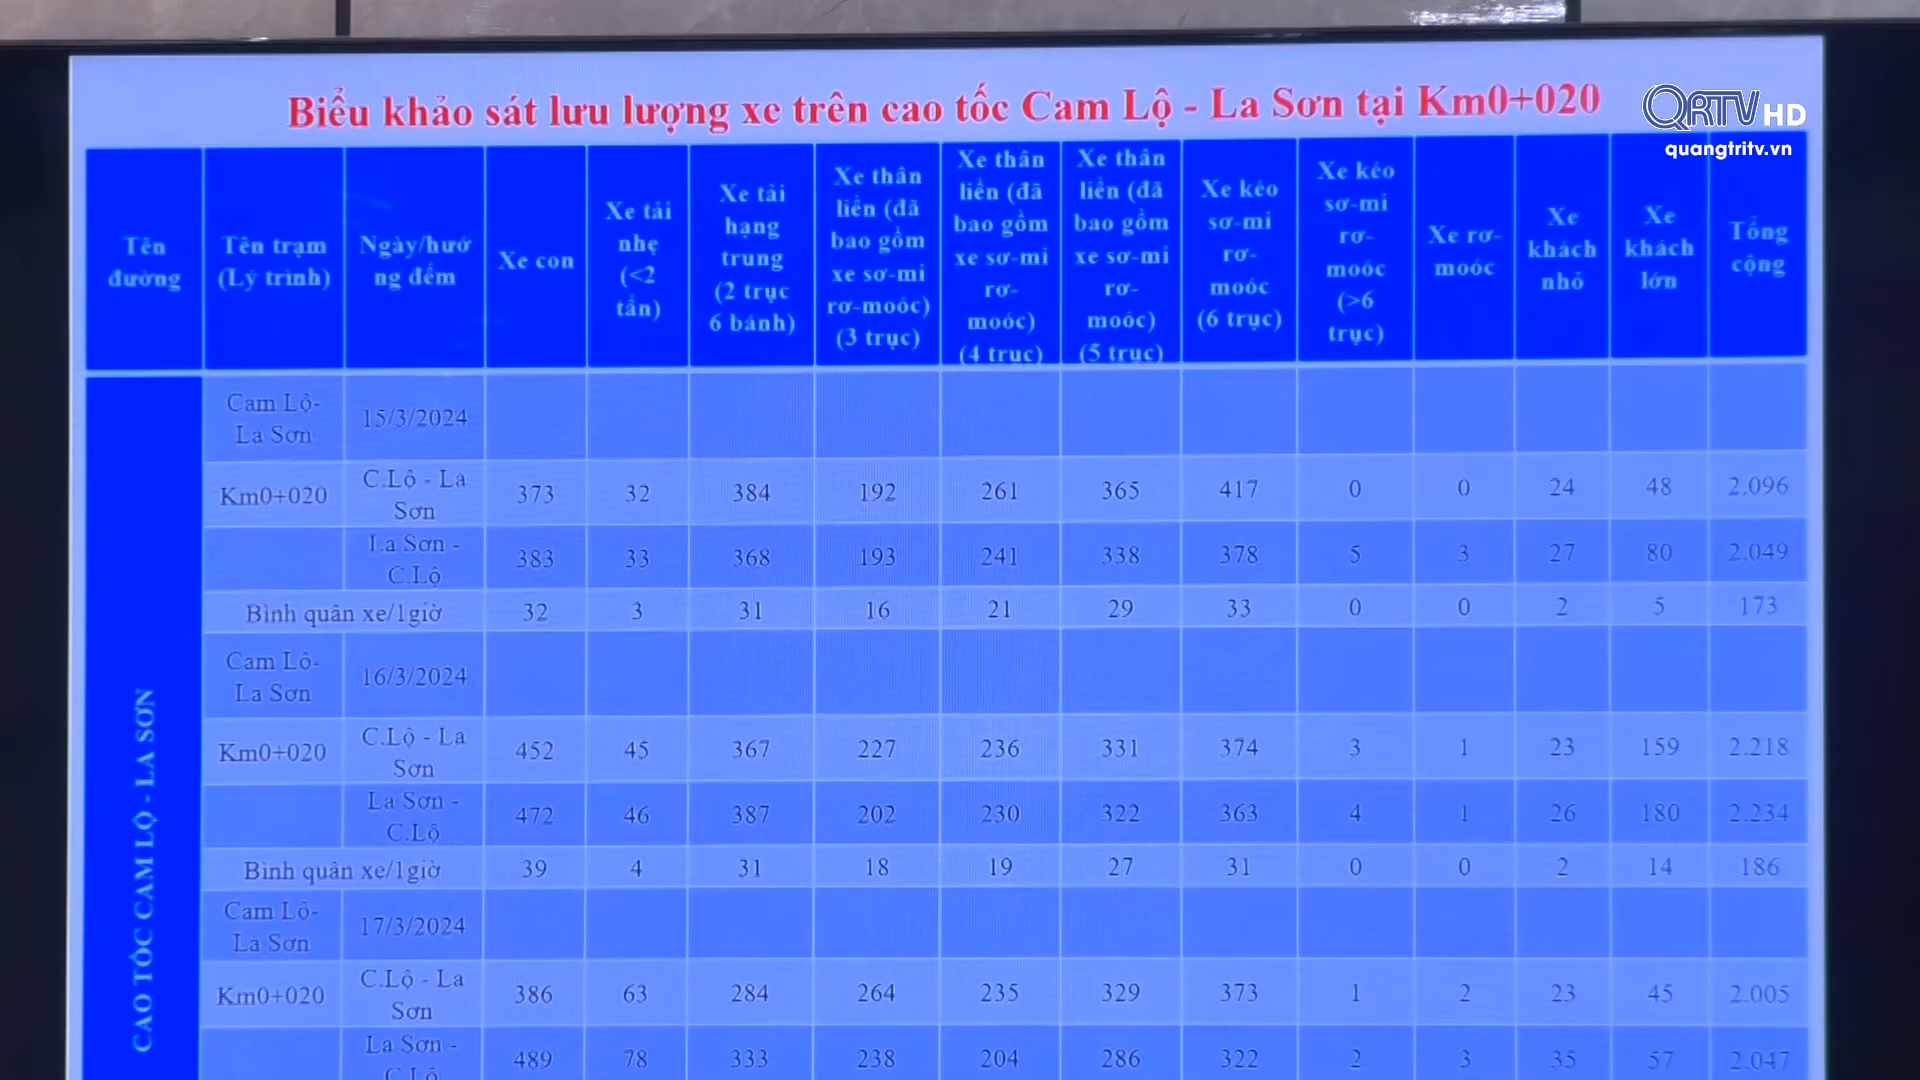 Biểu khảo sát lưu lượng xe trên cao tốc Cam Lộ - La Sơn tại Km0+020
QRTV HD
quangtritv.vn
Tên đường
Tên trạm (Lý trình)
Ngày/hướng đếm
Xe con
Xe tải nhẹ (<2 tấn)
Xe tải hạng trung (2 trục 6 bánh)
Xe thân liền (đã bao gồm xe sơ-mi rơ-moóc) (3 trục)
Xe thân liền (đã bao gồm xe sơ-mi rơ-moóc) (4 trục)
Xe thân liền (đã bao gồm xe sơ-mi rơ-moóc) (5 trục)
Xe kéo sơ-mi rơ-moóc (6 trục)
Xe kéo sơ-mi rơ-moóc (>6 trục)
Xe rơ-moóc
Xe khách nhỏ
Xe khách lớn
Tổng cộng
CAO TỐC CAM LỘ - LA SƠN
Cam Lộ- La Sơn 15/3/2024
Km0+020 C.Lộ - La Sơn 373 32 384 192 261 365 417 0 0 24 48 2.096
La Sơn - C.Lộ 383 33 368 193 241 338 378 5 3 27 80 2.049
Bình quân xe/1giờ 32 3 31 16 21 29 33 0 0 2 5 173
Cam Lộ- La Sơn 16/3/2024
Km0+020 C.Lộ - La Sơn 452 45 367 227 236 331 374 3 1 23 159 2.218
La Sơn - C.Lộ 472 46 387 202 230 322 363 4 1 26 180 2.234
Bình quân xe/1giờ 39 4 31 18 19 27 31 0 0 2 14 186
Cam Lộ- La Sơn 17/3/2024
Km0+020 C.Lộ - La Sơn 386 63 284 264 235 329 373 1 2 23 45 2.005
La Sơn - C.Lộ 489 78 333 238 204 286 322 2 3 35 57 2.047